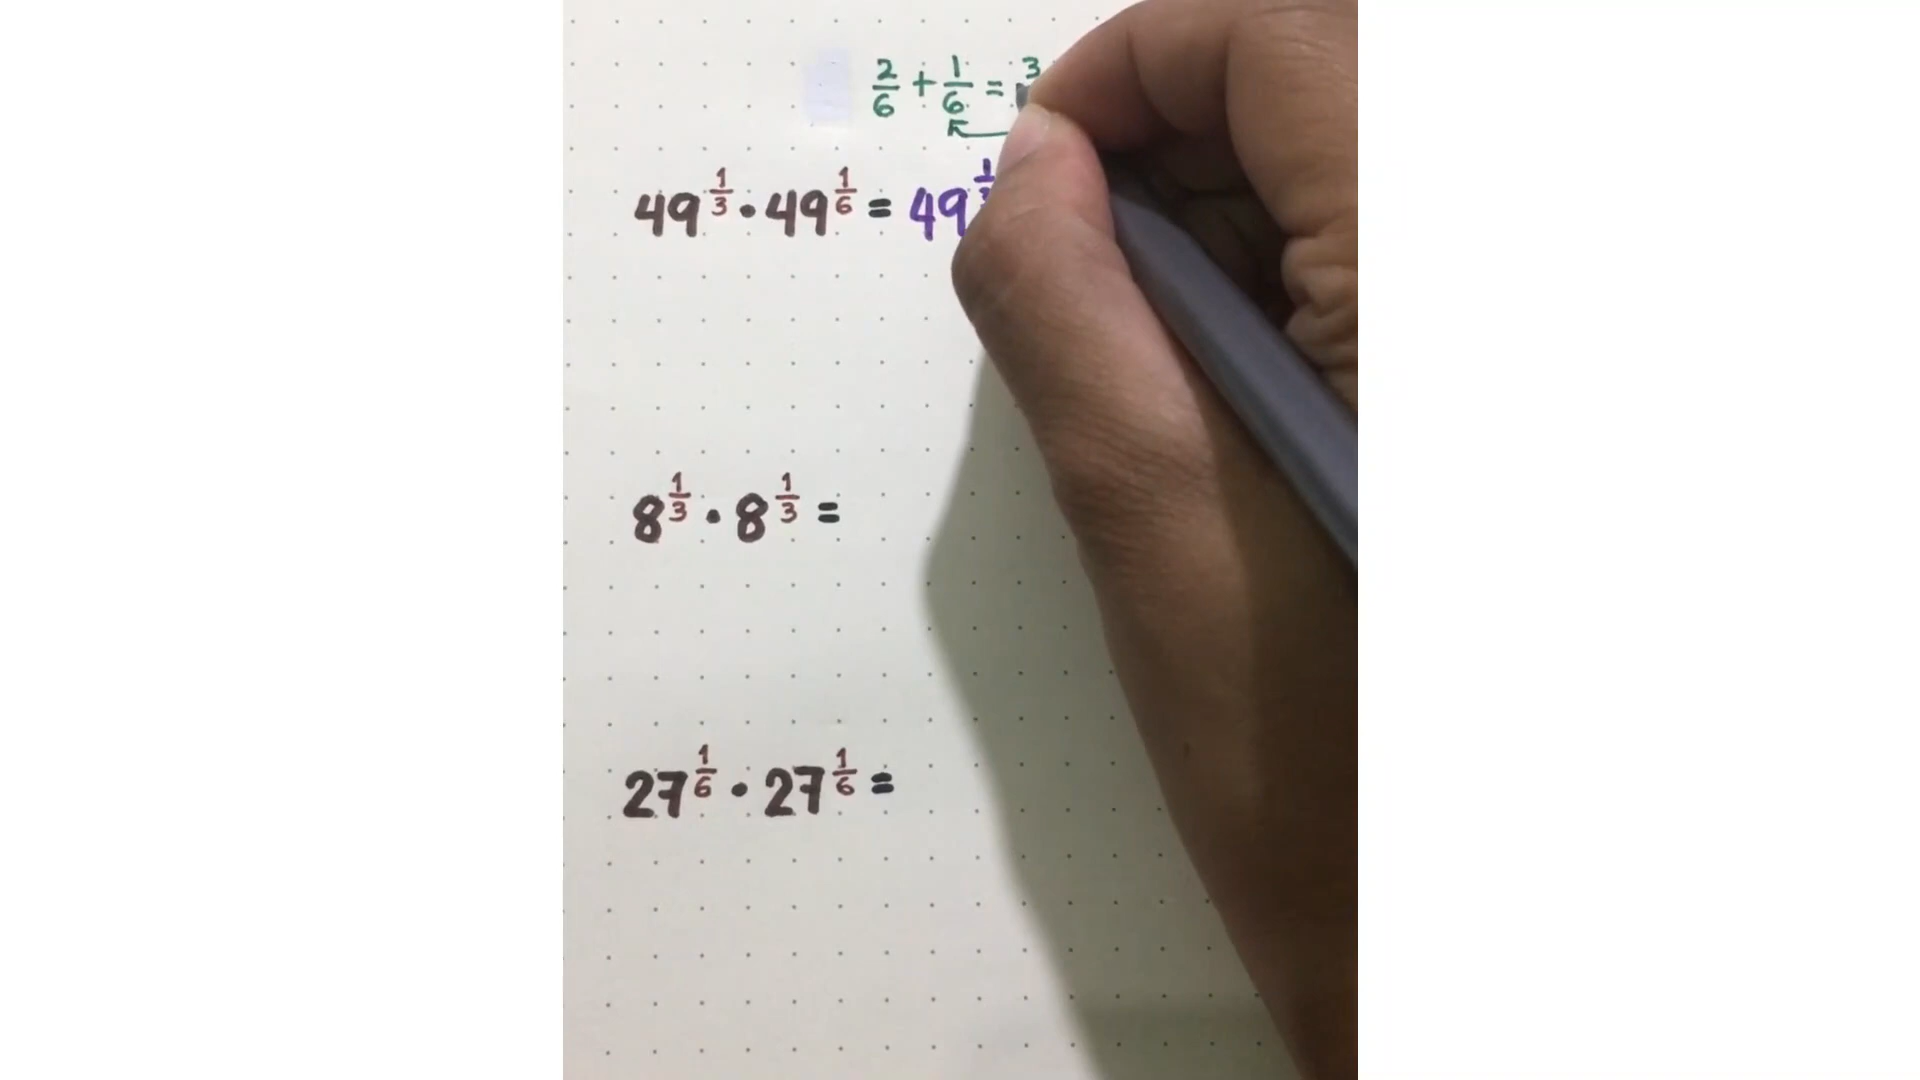 2/6 + 1/6 = 3
49^1/3 · 49^1/6 = 49^1
8^1/3 · 8^1/3 =
27^1/6 · 27^1/6 =